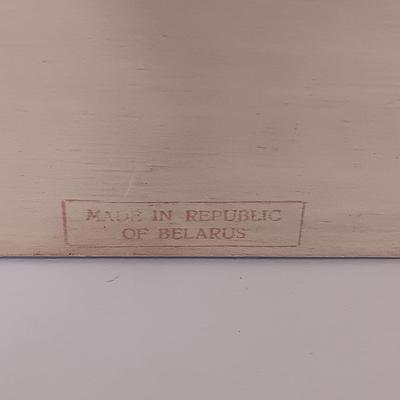 MADE IN REPUBLIC
OF BELARUS